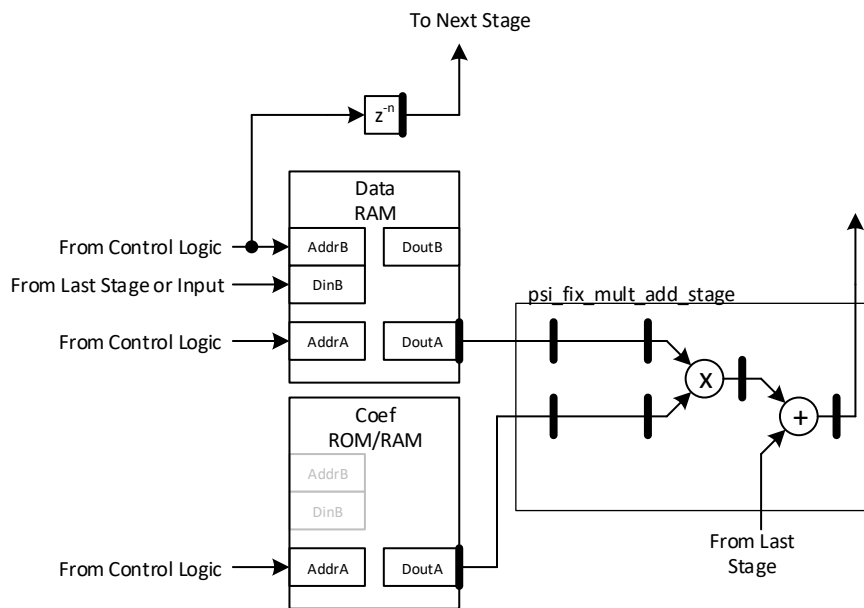 To Next Stage
z-n
Data
RAM
From Control Logic
AddrB
DoutB
From Last Stage or Input
DinB
psi_fix_mult_add_stage
From Control Logic
AddrA
DoutA
x
+
Coef
ROM/RAM
AddrB
DinB
From Last
Stage
From Control Logic
AddrA
DoutA